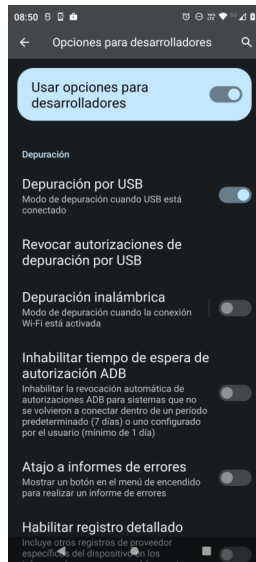 08:50
Opciones para desarrolladores
Usar opciones para
desarrolladores
Depuración
Depuración por USB
Modo de depuración cuando USB está
conectado
Revocar autorizaciones de
depuración por USB
Depuración inalámbrica
Modo de depuración cuando la conexión
Wi-Fi está activada
Inhabilitar tiempo de espera de
autorización ADB
Inhabilitar la revocación automática de
autorizaciones ADB para sistemas que no
se volvieron a conectar dentro de un período
predeterminado (7 días) o uno configurado
por el usuario (mínimo de 1 día)
Atajo a informes de errores
Mostrar un botón en el menú de encendido
para realizar un informe de errores
Habilitar registro detallado
Incluye otros registros de proveedor
específicos del dispositivo en los